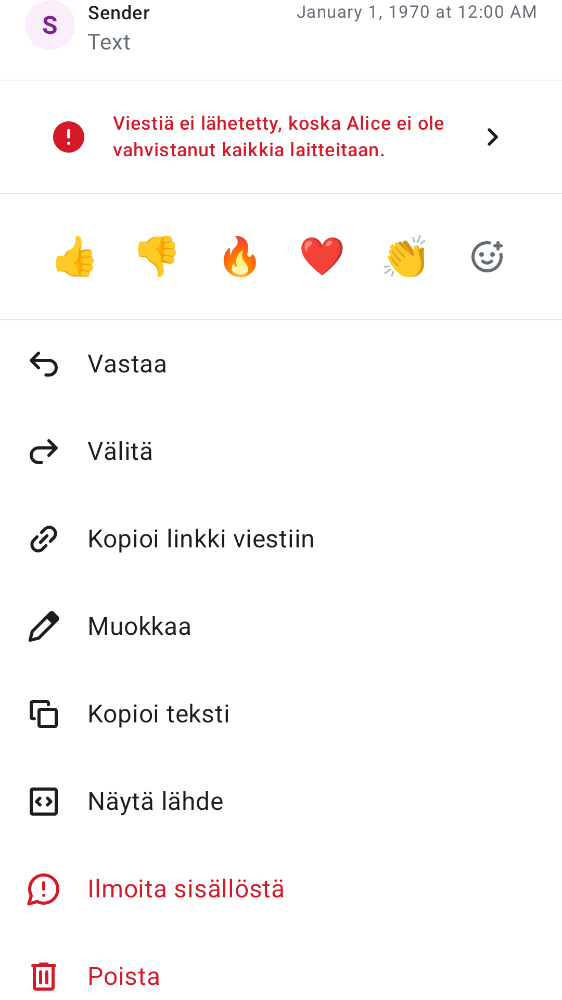 S
Sender
January 1, 1970 at 12:00 AM
Text
Viestiä ei lähetetty, koska Alice ei ole
vahvistanut kaikkia laitteitaan.
Vastaa
Välitä
Kopioi linkki viestiin
Muokkaa
Kopioi teksti
Näytä lähde
Ilmoita sisällöstä
Poista